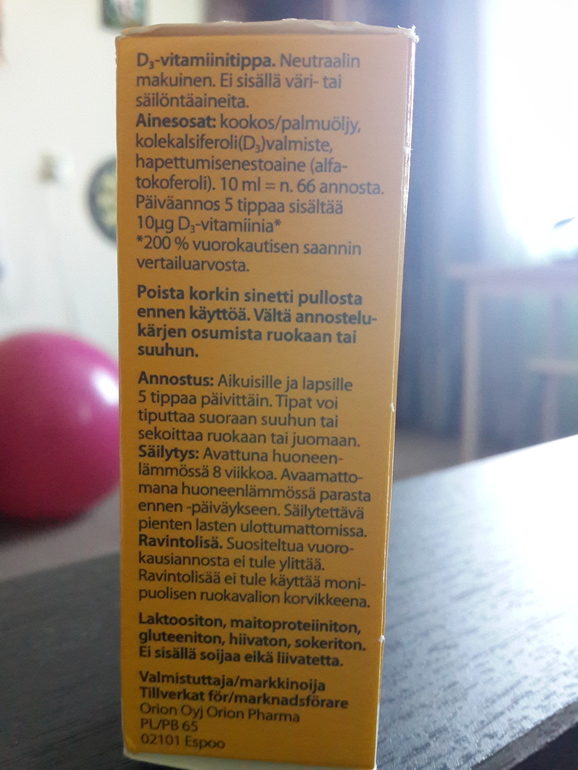 D₃-vitamiinitippa. Neutraalin
makuinen. Ei sisällä väri- tai
säilöntäaineita.
Ainesosat: kookos/palmuöljy,
kolekalsiferoli(D₃)valmiste,
hapettumisenestoaine (alfa-
tokoferoli). 10 ml = n. 66 annosta.
Päiväannos 5 tippaa sisältää
10µg D₃-vitamiinia*
*200 % vuorokautisen saannin
vertailuarvosta.
Poista korkin sinetti pullosta
ennen käyttöä. Vältä annostelu-
kärjen osumista ruokaan tai
suuhun.
Annostus: Aikuisille ja lapsille
5 tippaa päivittäin. Tipat voi
tiputtaa suoraan suuhun tai
sekoittaa ruokaan tai juomaan.
Säilytys: Avattuna huoneen-
lämmössä 8 viikkoa. Avaamatto-
mana huoneenlämmössä parasta
ennen -päiväykseen. Säilytettävä
pienten lasten ulottumattomissa.
Ravintolisä. Suositeltua vuoro-
kausiannosta ei tule ylittää.
Ravintolisää ei tule käyttää moni-
puolisen ruokavalion korvikkeena.
Laktoositon, maitoproteiiniton,
gluteeniton, hiivaton, sokeriton.
Ei sisällä soijaa eikä liivatetta.
Valmistuttaja/markkinoija
Tillverkat för/marknadsförare
Orion Oyj Orion Pharma
PL/PB 65
02101 Espoo